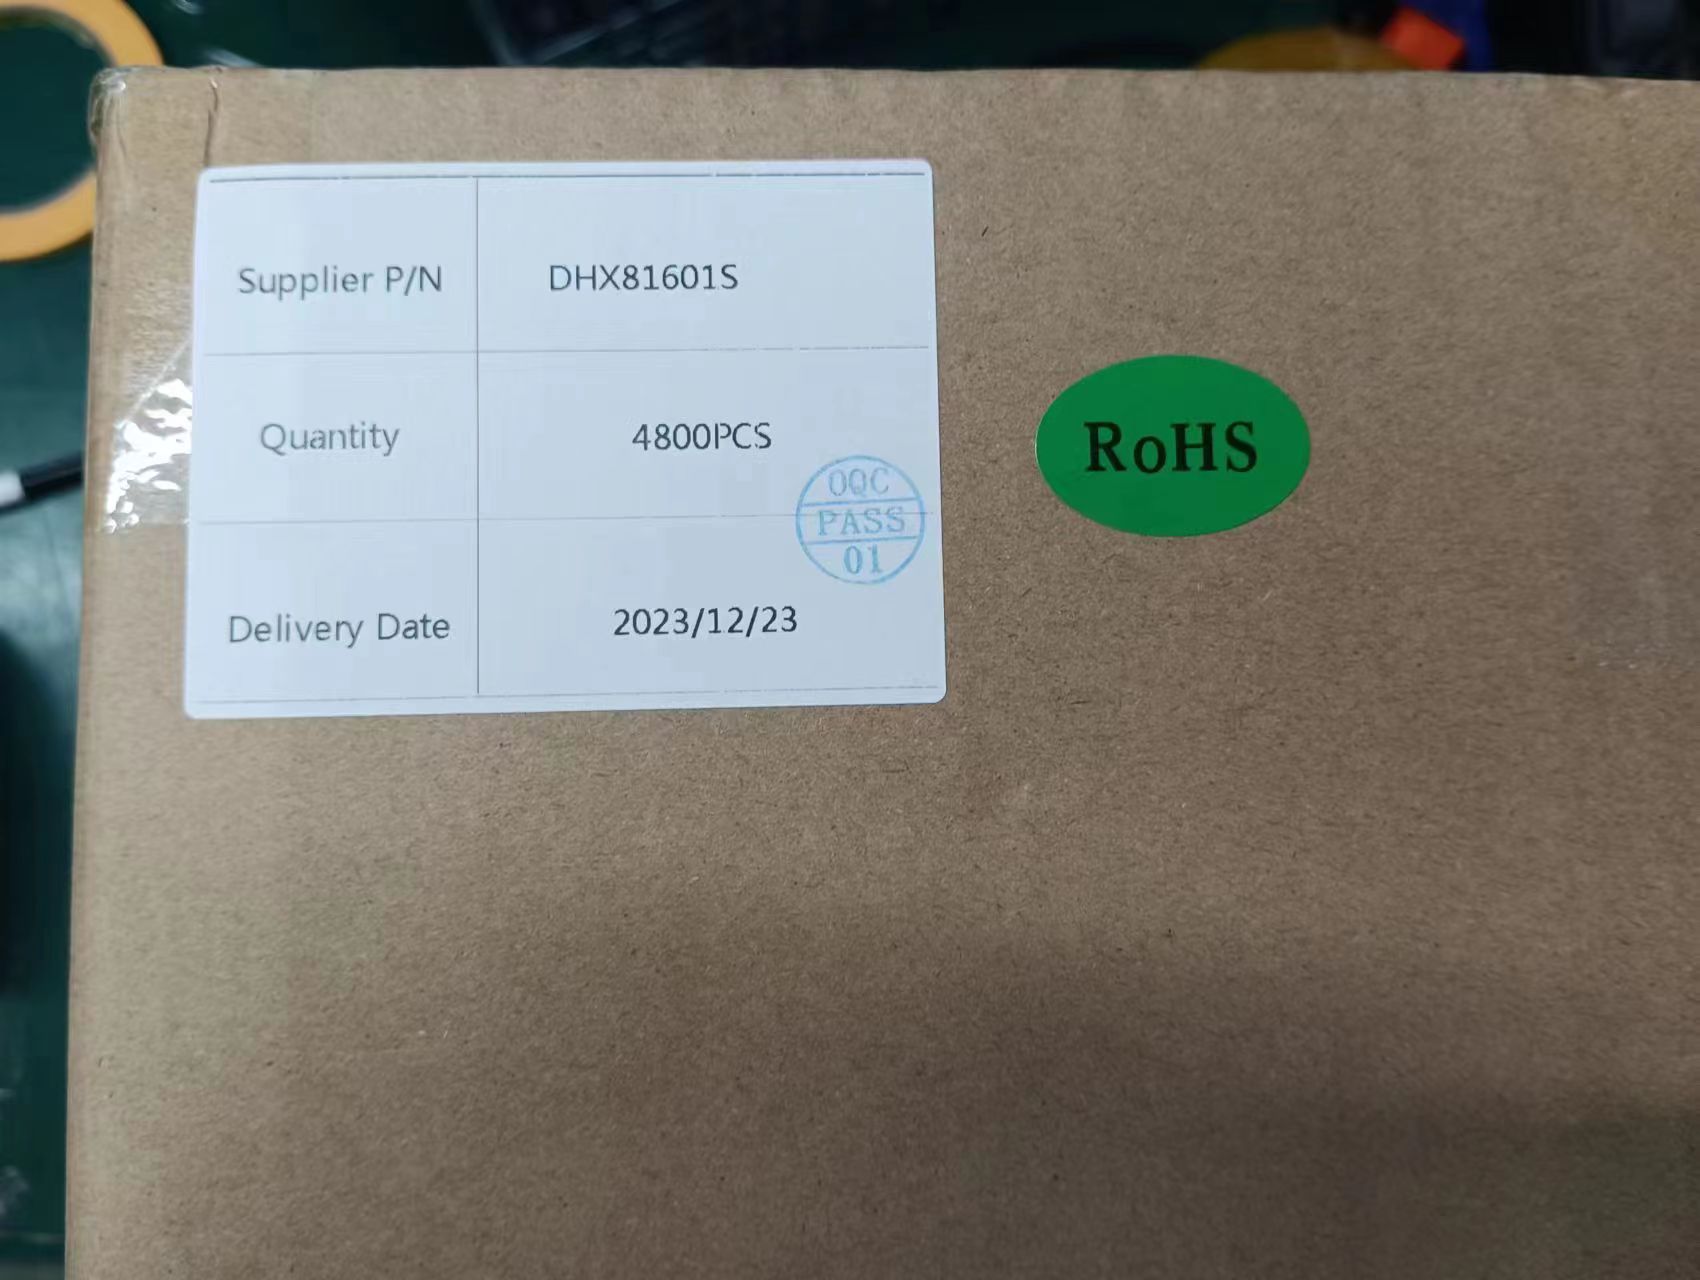 Supplier P/N DHX81601S
Quantity 4800PCS
OQC
PASS
01
Delivery Date 2023/12/23
RoHS